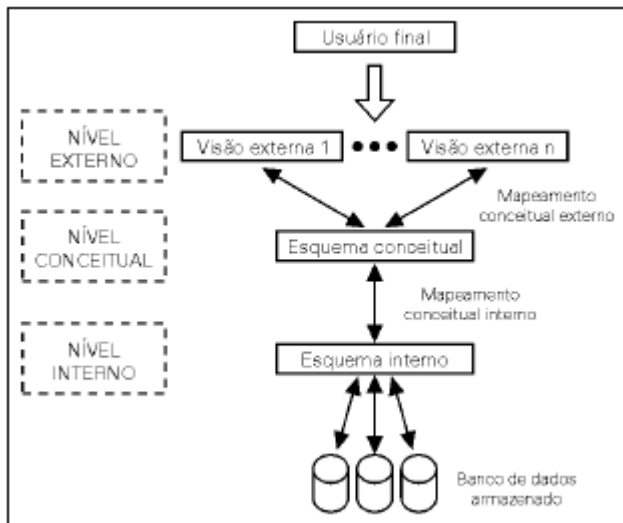 Usuário final
NÍVEL
EXTERNO
Visão externa 1
Visão externa n
Mapeamento
conceitual externo
NÍVEL
CONCEITUAL
Esquema conceitual
Mapeamento
conceitual interno
NÍVEL
INTERNO
Esquema interno
Banco de dados
armazenado